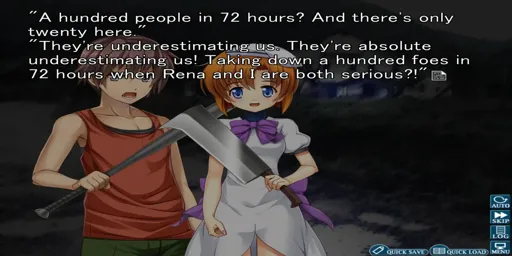 "A hundred people in 72 hours? And there's only
twenty here."
"They're underestimating us. They're absolute
underestimating us! Taking down a hundred foes in
72 hours when Rena and I are both serious?!"
AUTO
SKIP
LOG
MENU
QUICK SAVE
QUICK LOAD